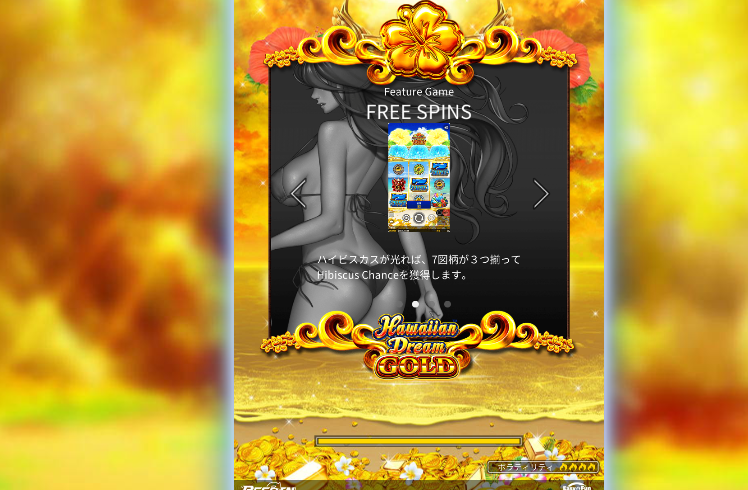 Feature Game
FREE SPINS
ハイビスカスが光れば、7図柄が３つ揃って
Hibiscus Chanceを獲得します。
Hawaiian
Dream
GOLD
ボラティリティ